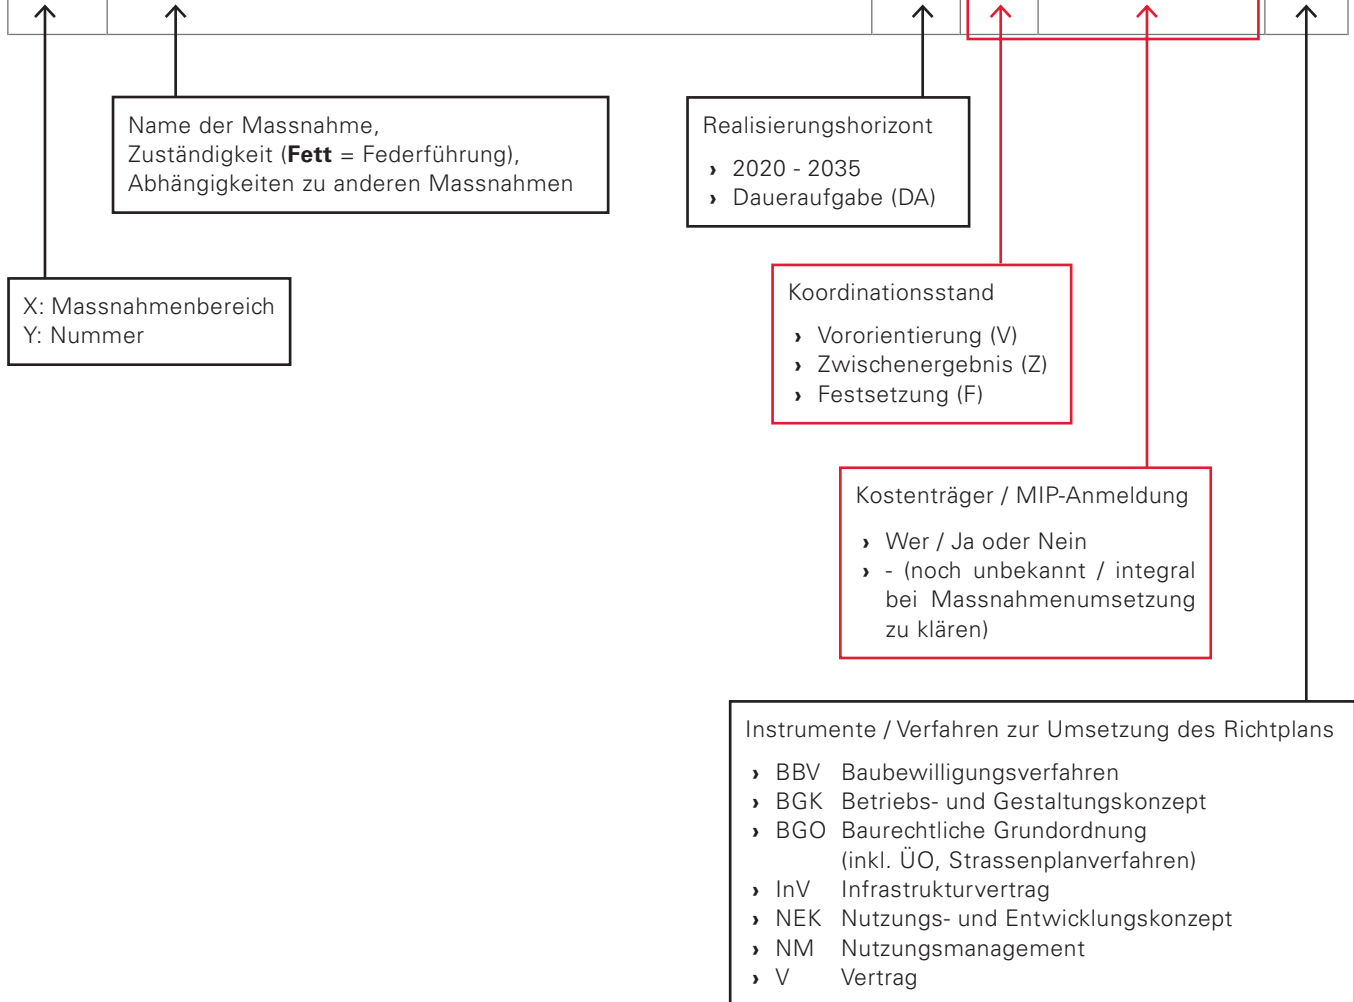 Name der Massnahme,
Zuständigkeit (Fett = Federführung),
Abhängigkeiten zu anderen Massnahmen
Realisierungshorizont
› 2020 - 2035
› Daueraufgabe (DA)
X: Massnahmenbereich
Y: Nummer
Koordinationsstand
› Vororientierung (V)
› Zwischenergebnis (Z)
› Festsetzung (F)
Kostenträger / MIP-Anmeldung
› Wer / Ja oder Nein
› - (noch unbekannt / integral
bei Massnahmenumsetzung
zu klären)
Instrumente / Verfahren zur Umsetzung des Richtplans
› BBV Baubewilligungsverfahren
› BGK Betriebs- und Gestaltungskonzept
› BGO Baurechtliche Grundordnung
(inkl. ÜO, Strassenplanverfahren)
› InV Infrastrukturvertrag
› NEK Nutzungs- und Entwicklungskonzept
› NM Nutzungsmanagement
› V Vertrag